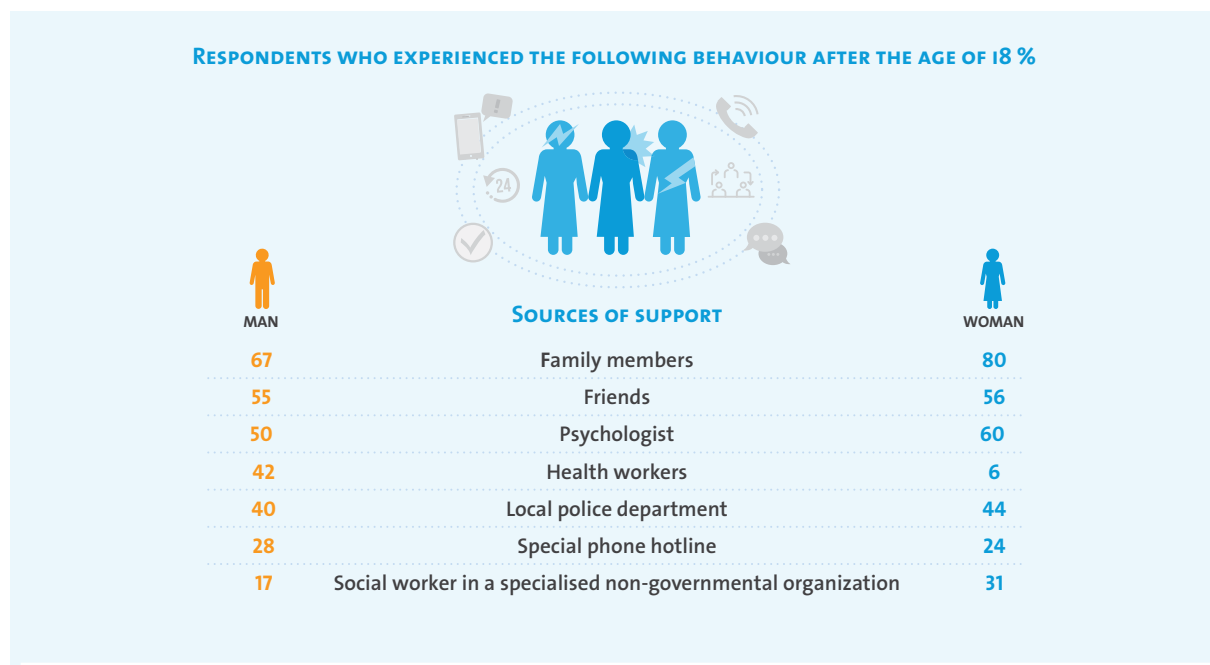 Respondents who experienced the following behaviour after the age of 18 %
!
24
MAN
Sources of support
WOMAN
67 Family members 80
55 Friends 56
50 Psychologist 60
42 Health workers 6
40 Local police department 44
28 Special phone hotline 24
17 Social worker in a specialised non-governmental organization 31